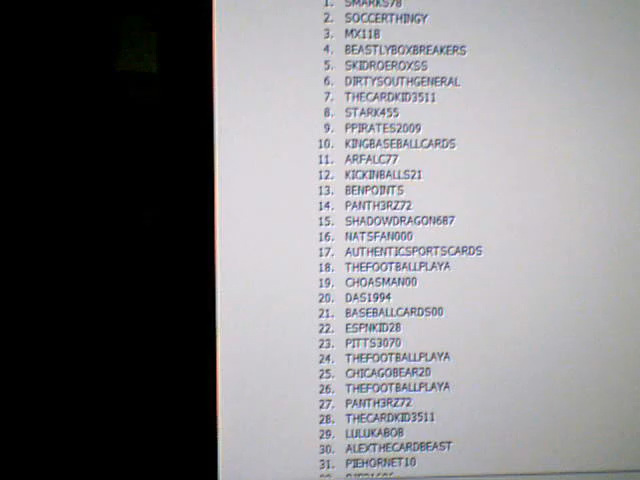 1. SMARKS78
2. SOCCERTHINGY
3. MX118
4. BEASTLYBOXBREAKERS
5. SKIDROEROXSS
6. DIRTYSOUTHGENERAL
7. THECARDKID3511
8. STARK455
9. PPIRATES2009
10. KINGBASEBALLCARDS
11. ARFALC77
12. KICKINBALLS21
13. BENPOINTS
14. PANTH3RZ72
15. SHADOWDRAGON687
16. NATSFAN000
17. AUTHENTICSPORTSCARDS
18. THEFOOTBALLPLAYA
19. CHOASMAN00
20. DAS1994
21. BASEBALLCARDS00
22. ESPNKID28
23. PITTS3070
24. THEFOOTBALLPLAYA
25. CHICAGOBEAR20
26. THEFOOTBALLPLAYA
27. PANTH3RZ72
28. THECARDKID3511
29. LULUKABOB
30. ALEXTHECARDBEAST
31. PIEHORNET10